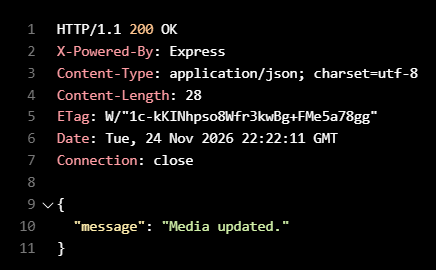 1 HTTP/1.1 200 OK
2 X-Powered-By: Express
3 Content-Type: application/json; charset=utf-8
4 Content-Length: 28
5 ETag: W/"1c-kKINhpso8Wfr3kwBg+FMe5a78gg"
6 Date: Tue, 24 Nov 2026 22:22:11 GMT
7 Connection: close
8
9 {
10 "message": "Media updated."
11 }